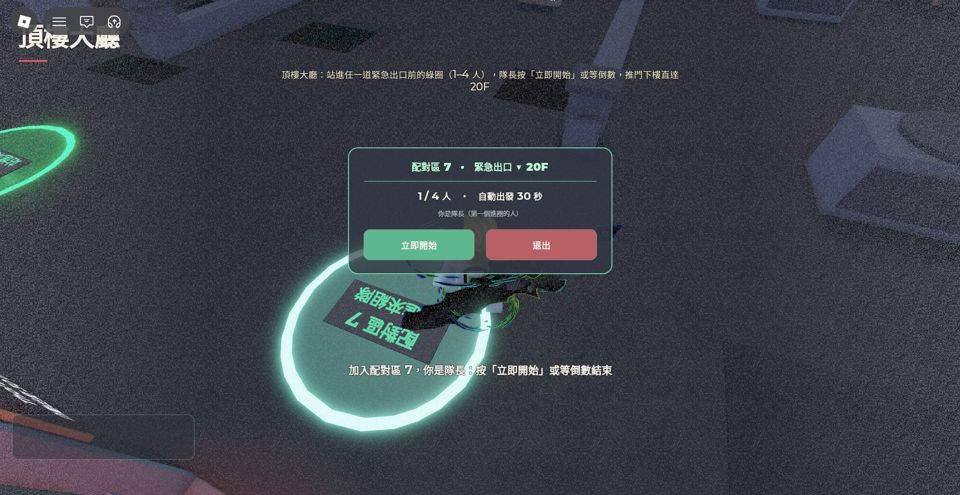 頂樓大廳
頂樓大廳：站進任一道緊急出口前的綠圈（1–4 人），隊長按「立即開始」或等倒數，推門下樓直達
20F
配對區 7 • 緊急出口 ▼ 20F
1 / 4 人 • 自動出發 30 秒
你是隊長（第一個進圈的人）
立即開始
退出
進來組隊
配對區 7
加入配對區 7，你是隊長：按「立即開始」或等倒數結束